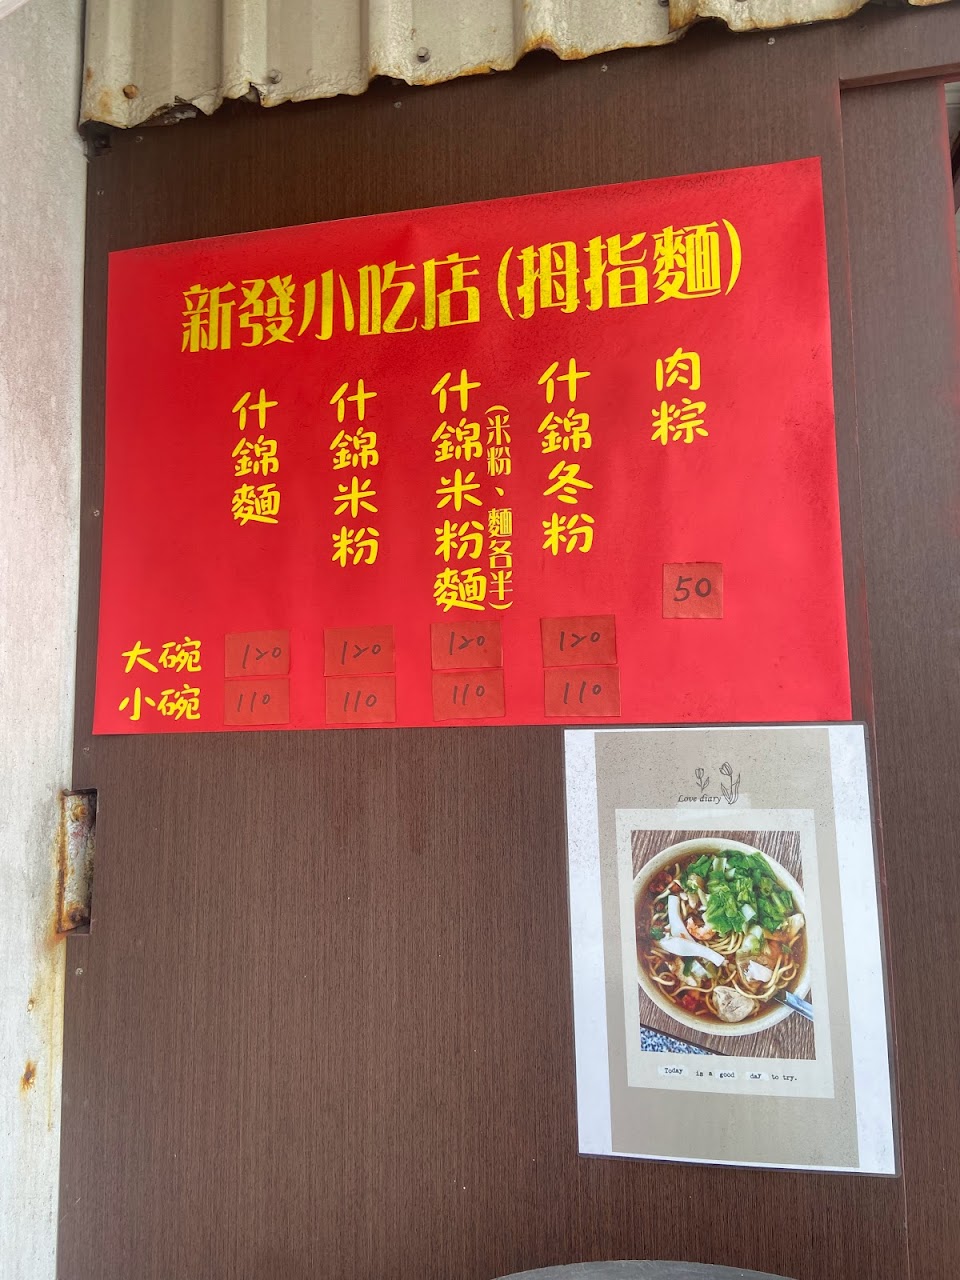 新發小吃店(拇指麵)
什錦麵
什錦米粉
什錦米粉麵
(米粉、麵各半)
什錦冬粉
肉粽
50
大碗 120 120 120 120
小碗 110 110 110 110
Love diary
Today is a good day to try.